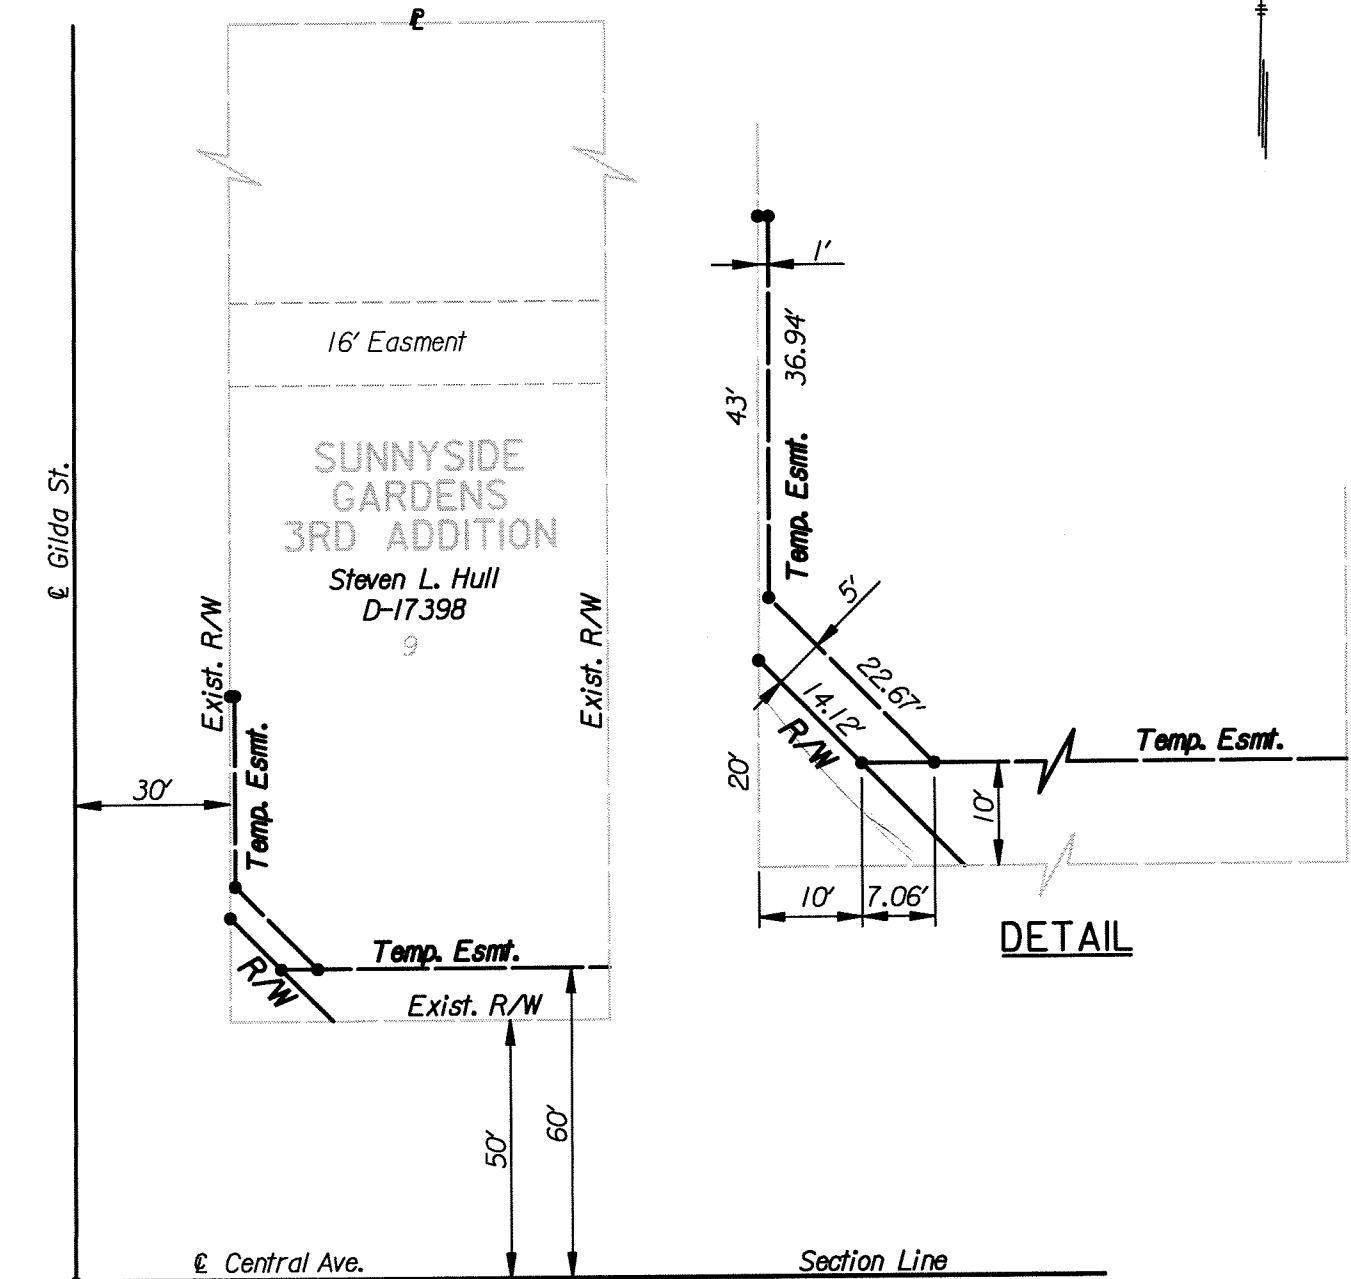 ℄ Gilda St.
30'
Exist. R/W
Temp. Esmt.
R/W
℄ Central Ave.
℄
16' Easment
SUNNYSIDE
GARDENS
3RD ADDITION
Steven L. Hull
D-17398
9
Exist. R/W
Temp. Esmt.
Exist. R/W
50'
60'
Section Line
1'
43'
36.94'
Temp. Esmt.
5'
22.67'
14.12'
R/W
20'
Temp. Esmt.
10'
10'
7.06'
DETAIL